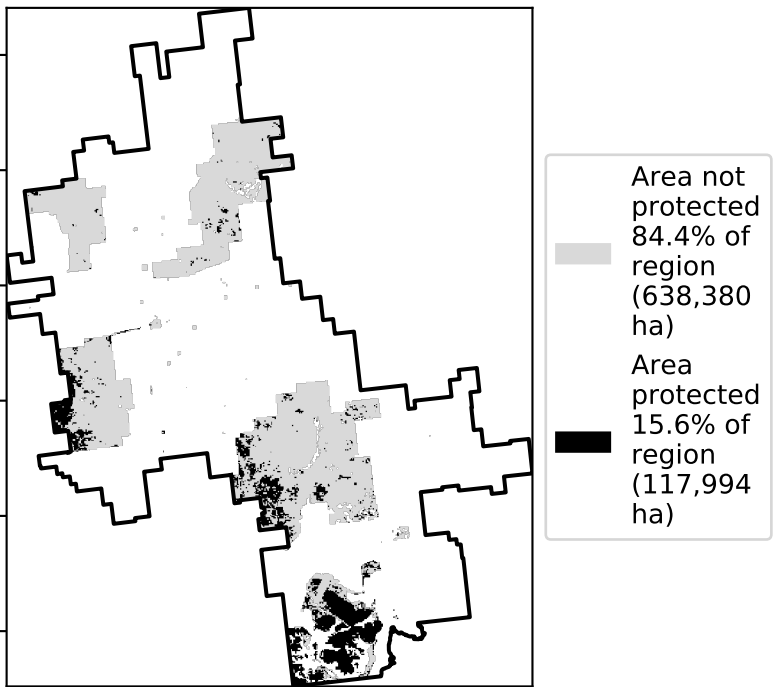 Area not
protected
84.4% of
region
(638,380
ha)
Area
protected
15.6% of
region
(117,994
ha)